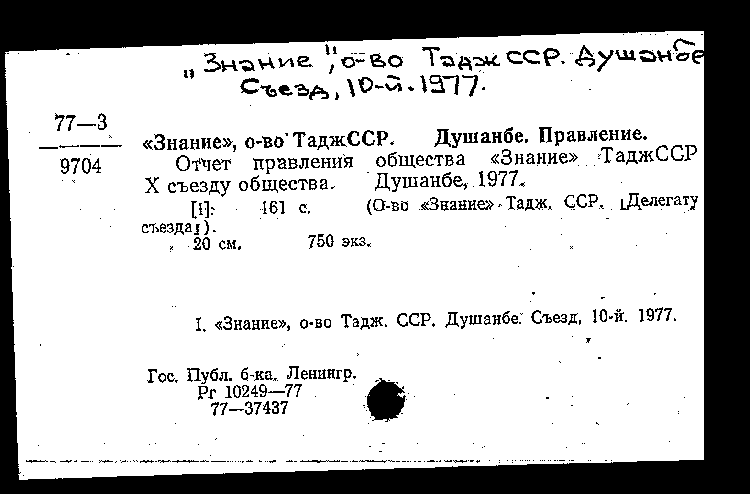 „Знание", о-во ТаджССР. Душанбе
Съезд, 10-й. 1977.
77—3
9704
«Знание», о-во ТаджССР. Душанбе. Правление.
Отчет правления общества «Знание» ТаджССР
X съезду общества. Душанбе, 1977.
[1]: 161 с. (О-во «Знание» Тадж. ССР. [Делегату
съезда]).
20 см. 750 экз.
I. «Знание», о-во Тадж. ССР. Душанбе. Съезд, 10-й. 1977.
Гос. Публ. б-ка. Ленингр.
Рг 10249—77
77—37437